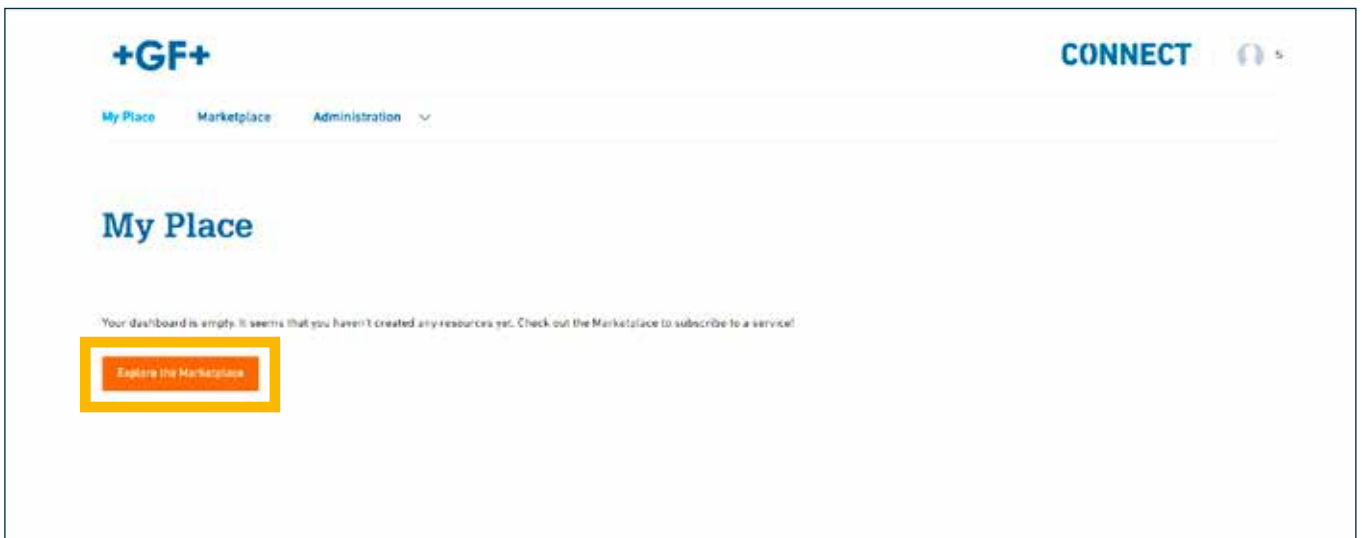 +GF+
CONNECT
My Place Marketplace Administration
My Place
Your dashboard is empty. It seems that you haven't created any resources yet. Check out the Marketplace to subscribe to a service!
Explore the Marketplace